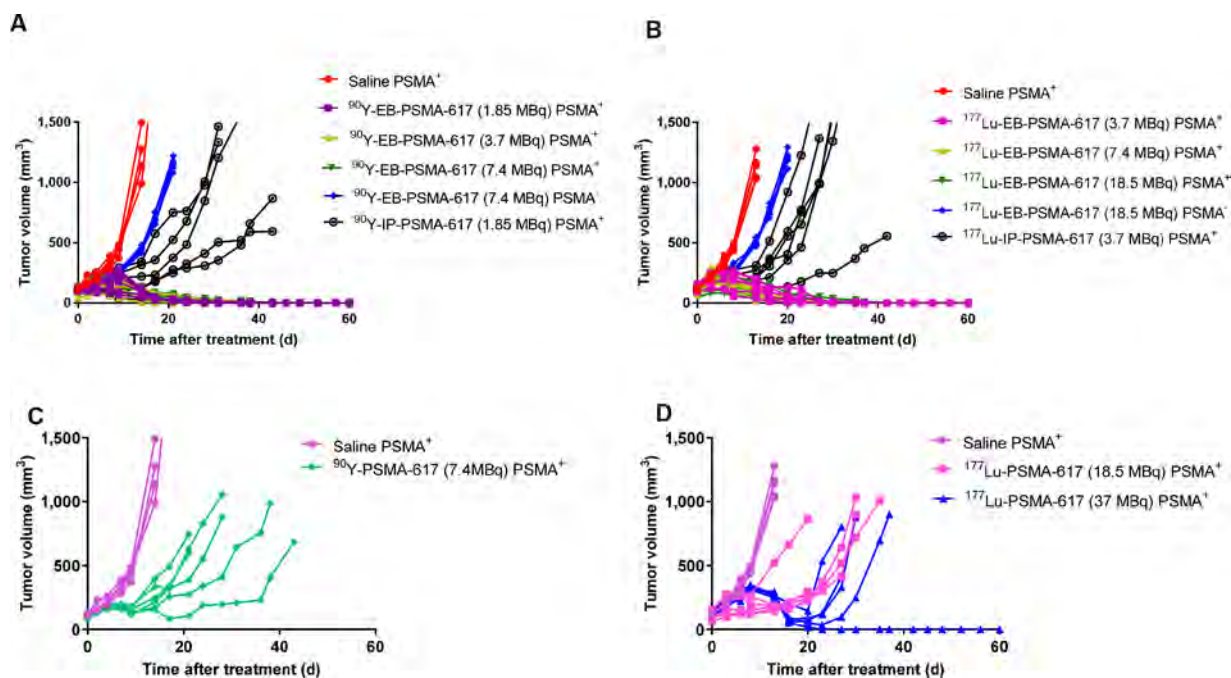 A
Tumor volume (mm³)
1,500
1,000
500
0
0 20 40 60
Time after treatment (d)
Saline PSMA⁺
⁹⁰Y-EB-PSMA-617 (1.85 MBq) PSMA⁺
⁹⁰Y-EB-PSMA-617 (3.7 MBq) PSMA⁺
⁹⁰Y-EB-PSMA-617 (7.4 MBq) PSMA⁺
⁹⁰Y-EB-PSMA-617 (7.4 MBq) PSMA⁻
⁹⁰Y-IP-PSMA-617 (1.85 MBq) PSMA⁺
B
Tumor volume (mm³)
1,500
1,000
500
0
0 20 40 60
Time after treatment (d)
Saline PSMA⁺
¹⁷⁷Lu-EB-PSMA-617 (3.7 MBq) PSMA⁺
¹⁷⁷Lu-EB-PSMA-617 (7.4 MBq) PSMA⁺
¹⁷⁷Lu-EB-PSMA-617 (18.5 MBq) PSMA⁺
¹⁷⁷Lu-EB-PSMA-617 (18.5 MBq) PSMA⁻
¹⁷⁷Lu-IP-PSMA-617 (3.7 MBq) PSMA⁺
C
Tumor volume (mm³)
1,500
1,000
500
0
0 20 40 60
Time after treatment (d)
Saline PSMA⁺
⁹⁰Y-PSMA-617 (7.4MBq) PSMA⁺
D
Tumor volume (mm³)
1,500
1,000
500
0
0 20 40 60
Time after treatment (d)
Saline PSMA⁺
¹⁷⁷Lu-PSMA-617 (18.5 MBq) PSMA⁺
¹⁷⁷Lu-PSMA-617 (37 MBq) PSMA⁺